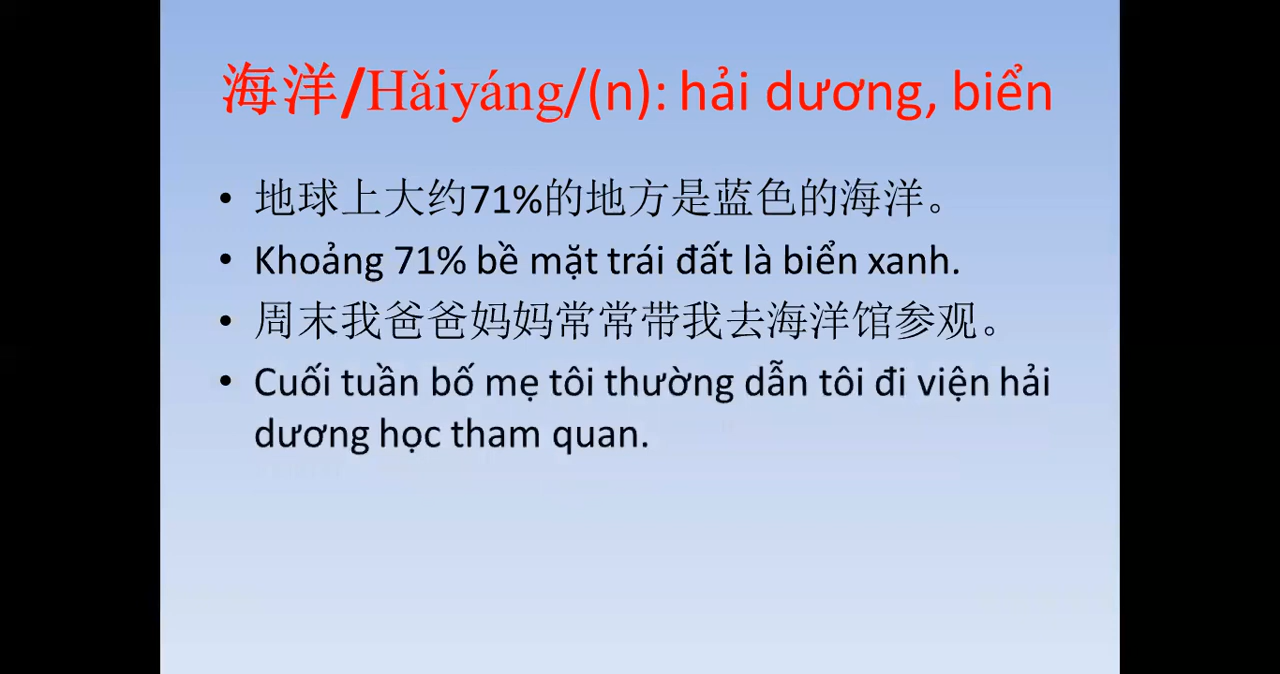 海洋/Hǎiyáng/(n): hải dương, biển
• 地球上大约71%的地方是蓝色的海洋。
• Khoảng 71% bề mặt trái đất là biển xanh.
• 周末我爸爸妈妈常常带我去海洋馆参观。
• Cuối tuần bố mẹ tôi thường dẫn tôi đi viện hải
dương học tham quan.